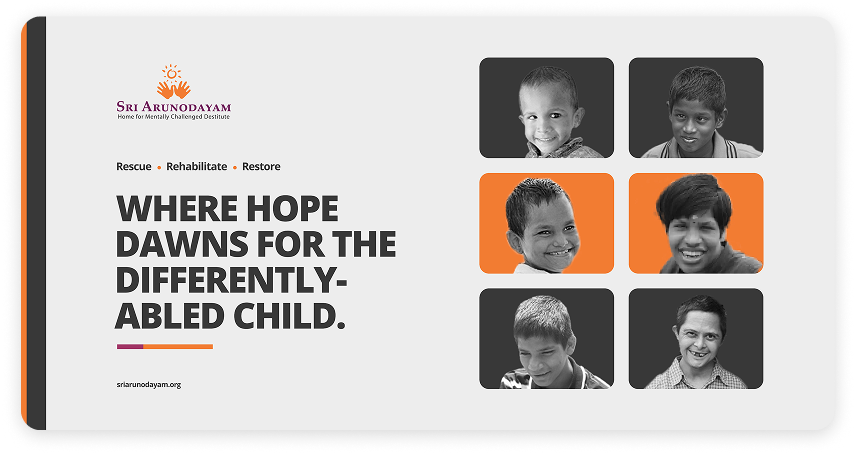 SRI ARUNODAYAM
Home for Mentally Challenged Destitute
Rescue • Rehabilitate • Restore
WHERE HOPE
DAWNS FOR THE
DIFFERENTLY-
ABLED CHILD.
sriarunodayam.org